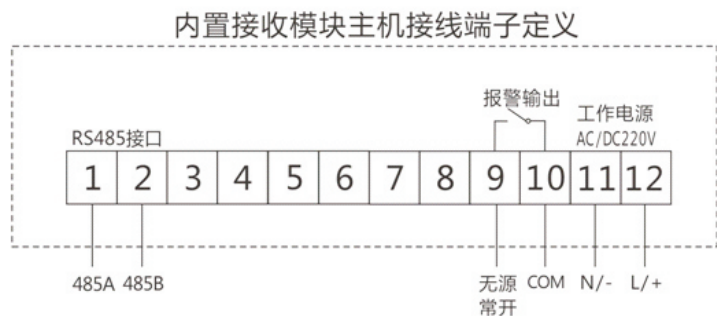 内置接收模块主机接线端子定义
报警输出
工作电源
RS485接口
AC/DC220V
1 2 3 4 5 6 7 8 9 10 11 12
485A 485B 无源 COM N/- L/+
常开